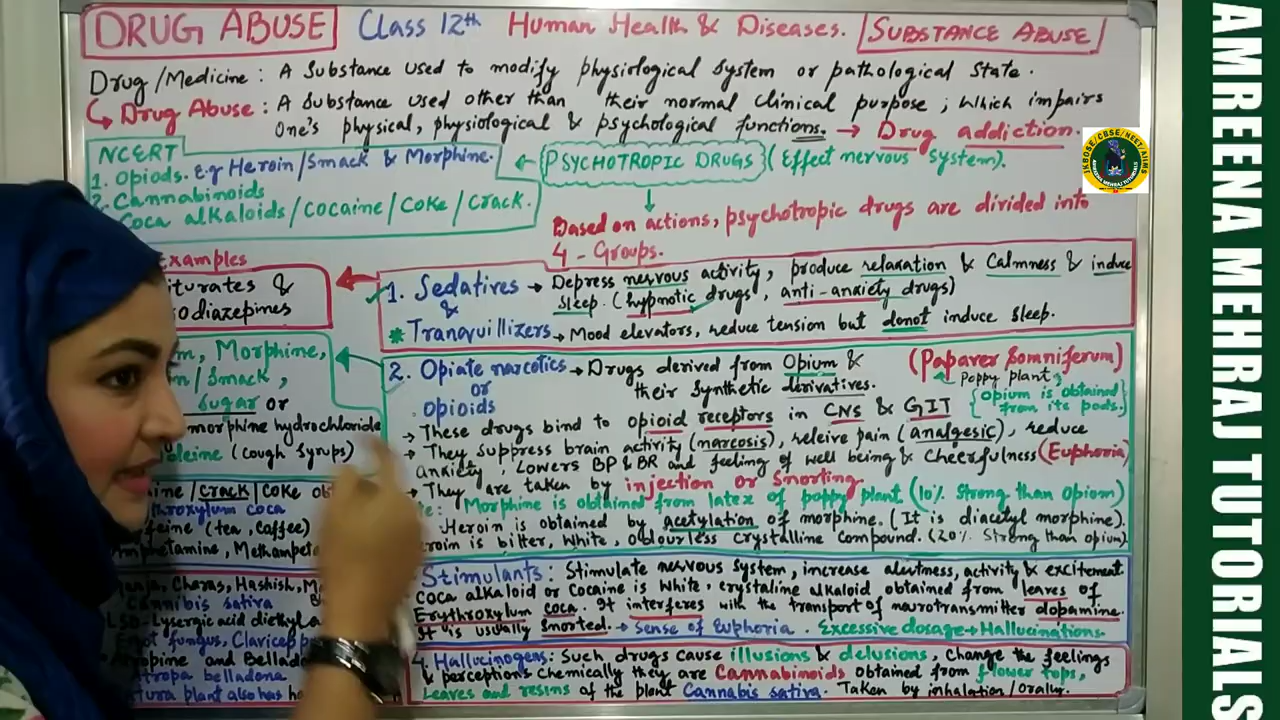 DRUG ABUSE Class 12th Human Health & Diseases. SUBSTANCE ABUSE
Drug/Medicine : A Substance used to modify physiological System or pathological State.
Drug Abuse : A Substance used other than their normal clinical purpose ; which impairs
One's physical, physiological & psychological functions. → Drug addiction.
NCERT
1. Opiods. e.g Heroin/Smack & Morphine.
2. Cannabinoids
Coca alkaloids/cocaine/Coke/Crack.
PSYCHOTROPIC DRUGS (Effect nervous system).
Based on actions, psychotropic drugs are divided into
4 - Groups.
Examples
iturates &
odiazepines
1. Sedatives → Depress nervous activity, produce relaxation & Calmness & induce
& Sleep. (hypnotic drugs, anti-anxiety drugs)
* Tranquillizers → Mood elevators, reduce tension but donot induce Sleep.
m, Morphine,
n/Smack,
Sugar or
morphine hydrochloride
deine (Cough Syrups)
2. Opiate narcotics → Drugs derived from Opium & (Papaver Somniferum)
or their Synthetic derivatives. Poppy plant
Opioids {Opium is obtained from its pods.}
→ These drugs bind to opioid receptors in CNS & GIT
→ They suppress brain activity (narcosis), releive pain (analgesic), reduce
anxiety, Lowers BP & BR and feeling of well being & Cheerfulness (Euphoria)
→ They are taken by injection or Snorting.
te: Morphine is obtained from latex of poppy plant (10% Strong than Opiom)
Heroin is obtained by acetylation of morphine. (It is diacetyl morphine).
roin is bitter, White, Odourless crystalline compound. (20% Strong than opium).
ine/crack/Coke ob
throxylum coca
feine (tea, Caffee)
mphetamine, Methampet
Stimulants : Stimulate nervous System, increase alertness, activity & excitement
Coca alkaloid or Cocaine is White, crystaline alkaloid obtained from leaves of
Erythroxylum coca. It interferes with the transport of neurotransmitter dopamine.
It is usually Snorted. → Sense of Euphoria. Excessive dosage → Hallucinations.
anja, Charas, Hashish, M
Cannibis sativa
LSD-Lysergic acid diethyla
Ergot fungus, Claricep p
Atropine and Bellado
Atropa belladona
tura plant also has ha
4. Hallucinogens : Such drugs cause illusions & delusions. Change the feelings
& perceptions. Chemically they are Cannabinoids obtained from flower tops,
Leaves and resins of the plant Cannabis sativa. Taken by inhalation/orally.
JKBOSE/CBSE/NEET/AIIMS
AMREENA MEHRAJ TUTORIALS